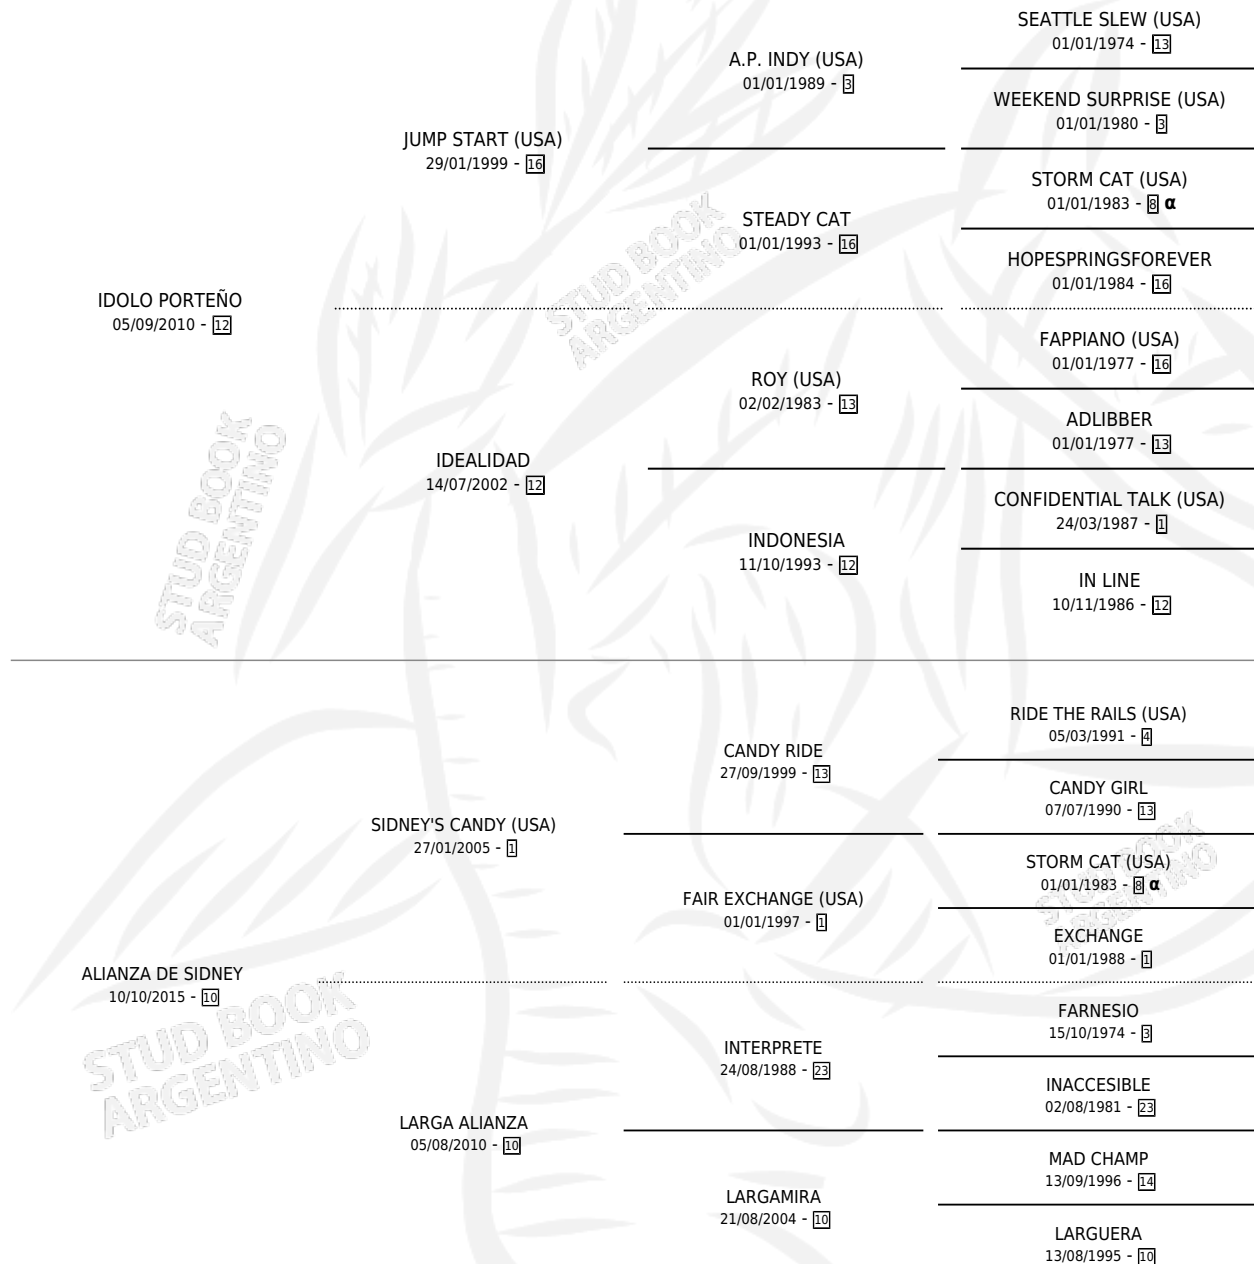 SEATTLE SLEW (USA)
01/01/1974 - 13
A.P. INDY (USA)
01/01/1989 - 3
WEEKEND SURPRISE (USA)
01/01/1980 - 3
JUMP START (USA)
29/01/1999 - 16
STORM CAT (USA)
01/01/1983 - 8 α
STEADY CAT
01/01/1993 - 16
HOPESPRINGSFOREVER
01/01/1984 - 16
IDOLO PORTEÑO
05/09/2010 - 12
FAPPIANO (USA)
01/01/1977 - 16
ROY (USA)
02/02/1983 - 13
ADLIBBER
01/01/1977 - 13
IDEALIDAD
14/07/2002 - 12
CONFIDENTIAL TALK (USA)
24/03/1987 - 1
INDONESIA
11/10/1993 - 12
IN LINE
10/11/1986 - 12
RIDE THE RAILS (USA)
05/03/1991 - 4
CANDY RIDE
27/09/1999 - 13
CANDY GIRL
07/07/1990 - 13
SIDNEY'S CANDY (USA)
27/01/2005 - 1
STORM CAT (USA)
01/01/1983 - 8 α
FAIR EXCHANGE (USA)
01/01/1997 - 1
EXCHANGE
01/01/1988 - 1
ALIANZA DE SIDNEY
10/10/2015 - 10
FARNESIO
15/10/1974 - 3
INTERPRETE
24/08/1988 - 23
INACCESIBLE
02/08/1981 - 23
LARGA ALIANZA
05/08/2010 - 10
MAD CHAMP
13/09/1996 - 14
LARGAMIRA
21/08/2004 - 10
LARGUERA
13/08/1995 - 10
STUD BOOK
ARGENTINO
STUD BOOK
ARGENTINO
STUD BOOK
ARGENTINO
STUD BOOK
ARGENTINO